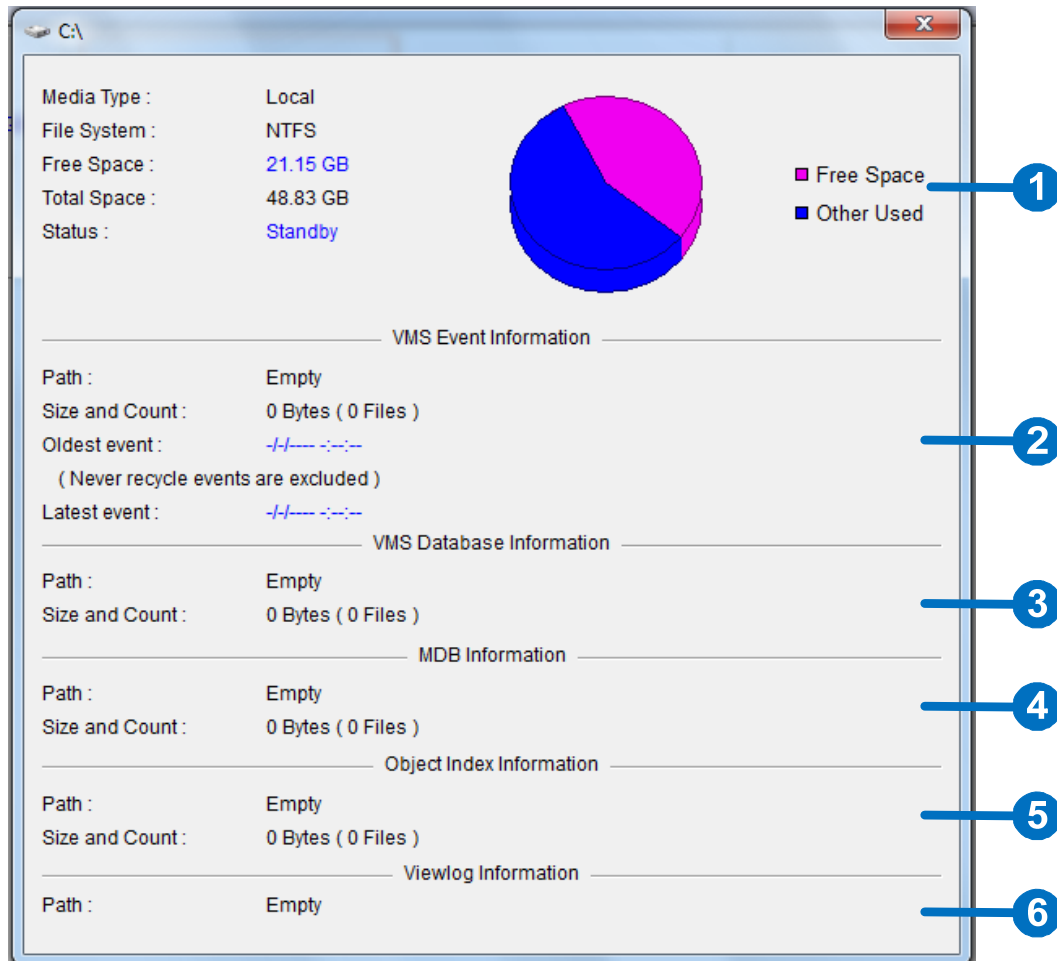 C:\
Media Type : Local
File System : NTFS
Free Space : 21.15 GB
Total Space : 48.83 GB
Status : Standby
Free Space
Other Used
1
VMS Event Information
Path : Empty
Size and Count : 0 Bytes ( 0 Files )
Oldest event : -/-/---- -:--:--
( Never recycle events are excluded )
Latest event : -/-/---- -:--:--
2
VMS Database Information
Path : Empty
Size and Count : 0 Bytes ( 0 Files )
3
MDB Information
Path : Empty
Size and Count : 0 Bytes ( 0 Files )
4
Object Index Information
Path : Empty
Size and Count : 0 Bytes ( 0 Files )
5
Viewlog Information
Path : Empty
6